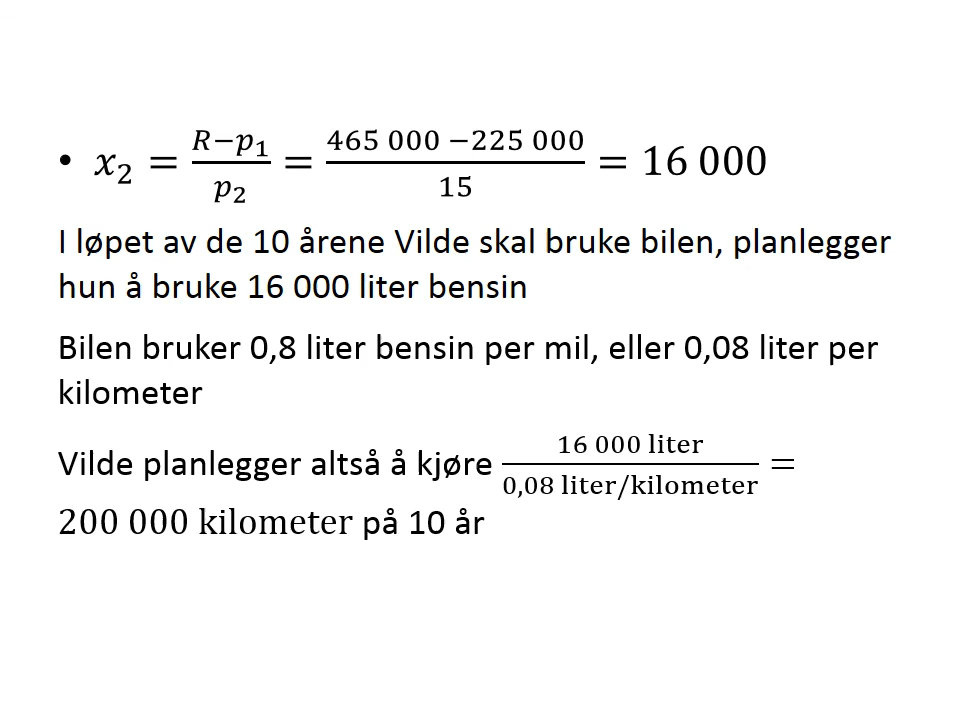 • x₂ = (R−p₁)/p₂ = (465 000 −225 000)/15 = 16 000
I løpet av de 10 årene Vilde skal bruke bilen, planlegger
hun å bruke 16 000 liter bensin
Bilen bruker 0,8 liter bensin per mil, eller 0,08 liter per
kilometer
Vilde planlegger altså å kjøre (16 000 liter)/(0,08 liter/kilometer) =
200 000 kilometer på 10 år